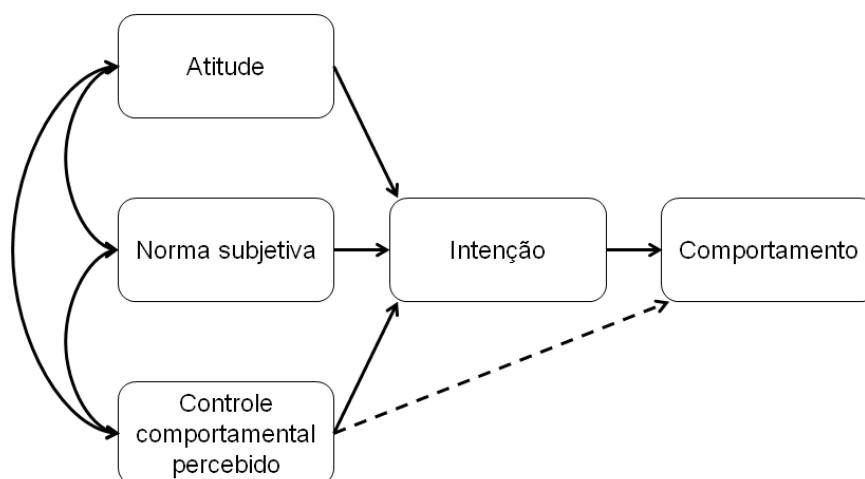 Atitude
Norma subjetiva
Intenção
Comportamento
Controle
comportamental
percebido